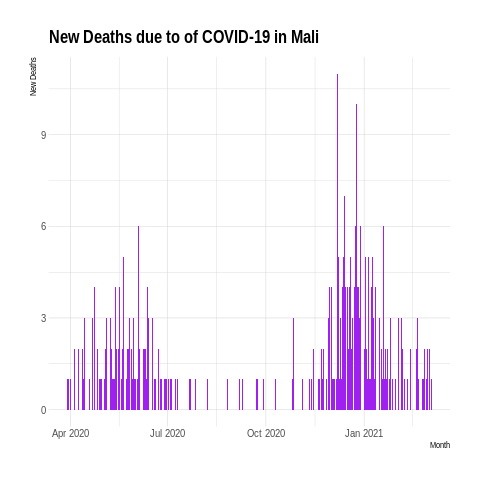 New Deaths due to of COVID-19 in Mali
New Deaths
9
6
3
0
Apr 2020 Jul 2020 Oct 2020 Jan 2021
Month